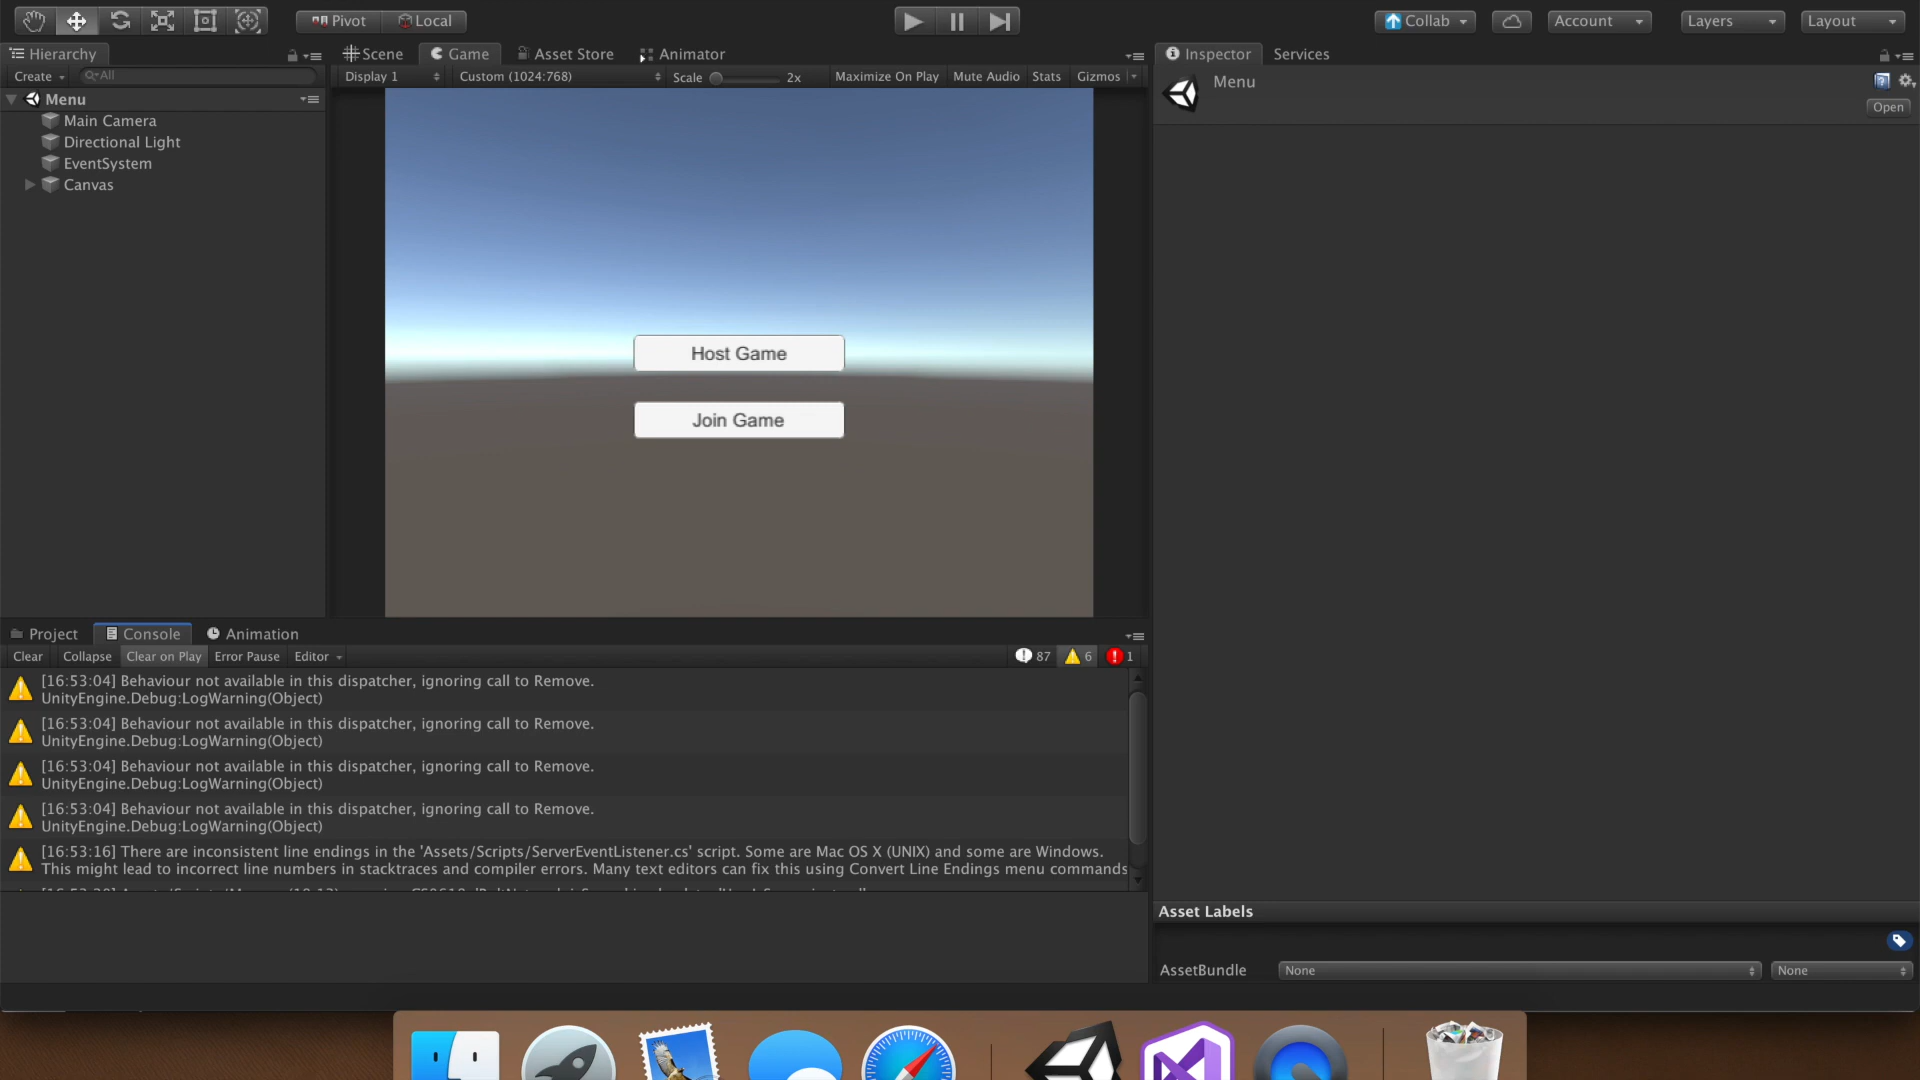 Pivot Local Collab Account Layers Layout
Hierarchy Scene Game Asset Store Animator Inspector Services
Create All Display 1 Custom (1024:768) Scale 2x Maximize On Play Mute Audio Stats Gizmos
Menu
Open
Menu
Main Camera
Directional Light
EventSystem
Canvas
Host Game
Join Game
Project Console Animation
Clear Collapse Clear on Play Error Pause Editor 87 6 1
[16:53:04] Behaviour not available in this dispatcher, ignoring call to Remove.
UnityEngine.Debug:LogWarning(Object)
[16:53:04] Behaviour not available in this dispatcher, ignoring call to Remove.
UnityEngine.Debug:LogWarning(Object)
[16:53:04] Behaviour not available in this dispatcher, ignoring call to Remove.
UnityEngine.Debug:LogWarning(Object)
[16:53:04] Behaviour not available in this dispatcher, ignoring call to Remove.
UnityEngine.Debug:LogWarning(Object)
[16:53:16] There are inconsistent line endings in the 'Assets/Scripts/ServerEventListener.cs' script. Some are Mac OS X (UNIX) and some are Windows.
This might lead to incorrect line numbers in stacktraces and compiler errors. Many text editors can fix this using Convert Line Endings menu commands
Asset Labels
AssetBundle None None